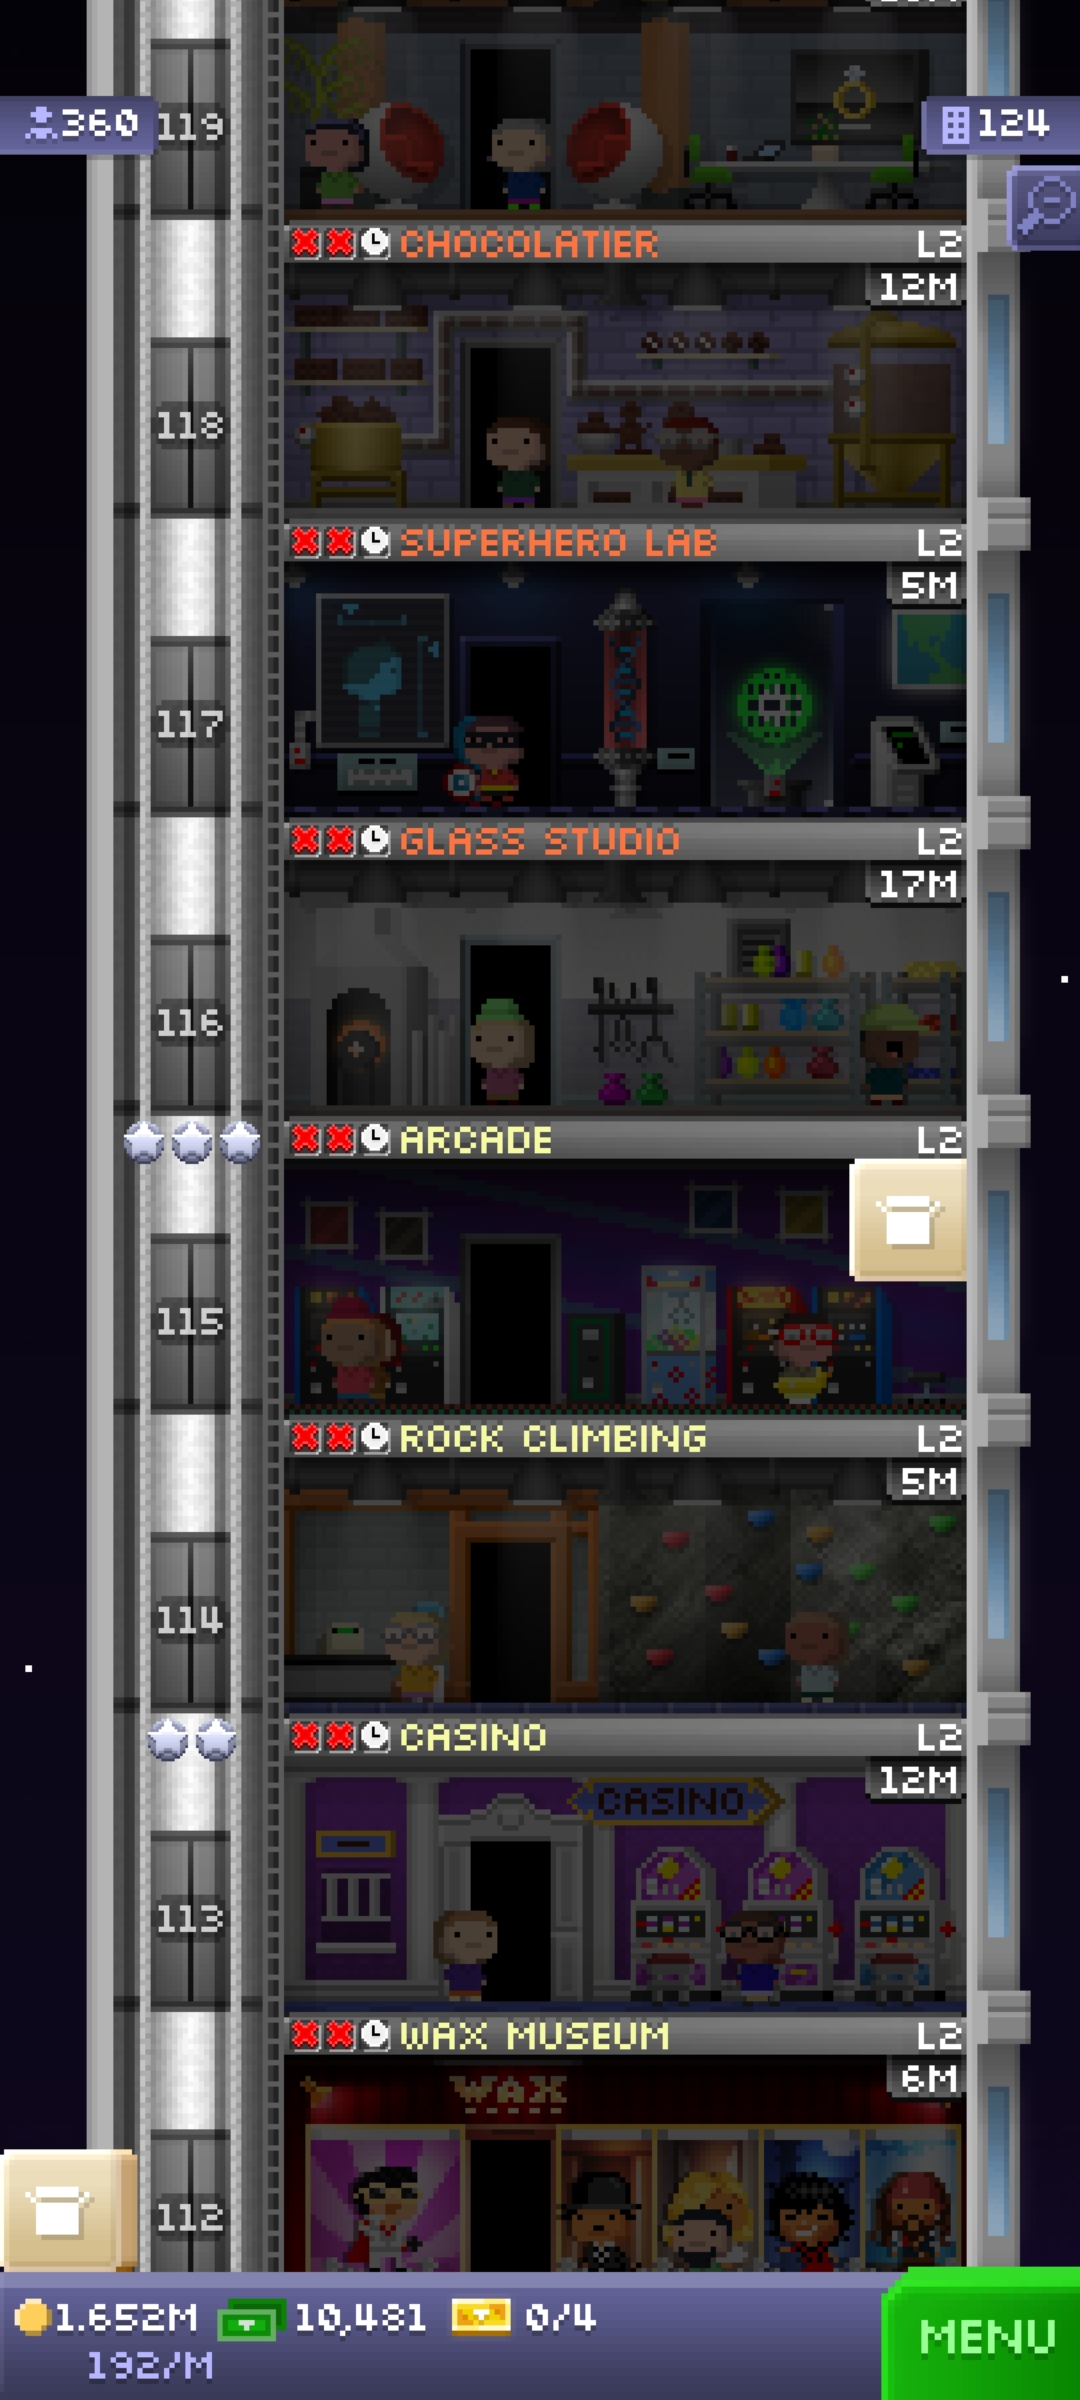 360
119
124
CHOCOLATIER L2
12M
118
SUPERHERO LAB L2
5M
117
GLASS STUDIO L2
17M
116
ARCADE L2
115
ROCK CLIMBING L2
5M
114
CASINO L2
12M
CASINO
113
WAX MUSEUM L2
6M
WAX
112
1.652M 10,481 0/4
192/M
MENU